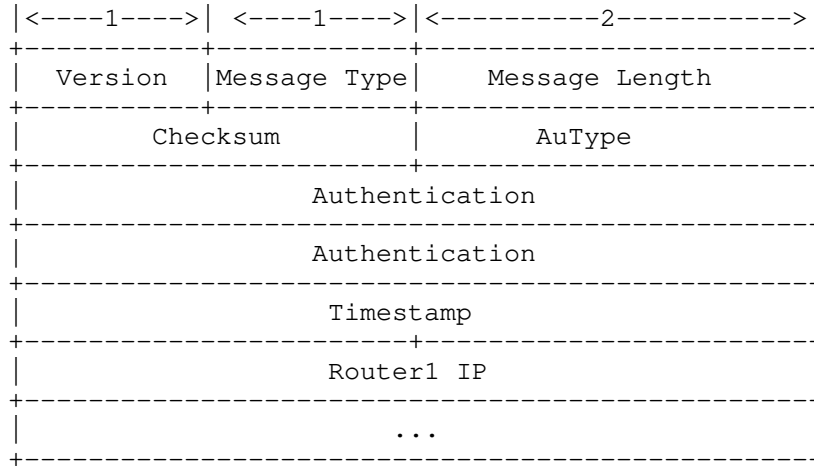 |<----1---->| <----1---->|<----------2---------->
| Version |Message Type| Message Length
| Checksum | AuType
| Authentication
| Authentication
| Timestamp
| Router1 IP
| ...